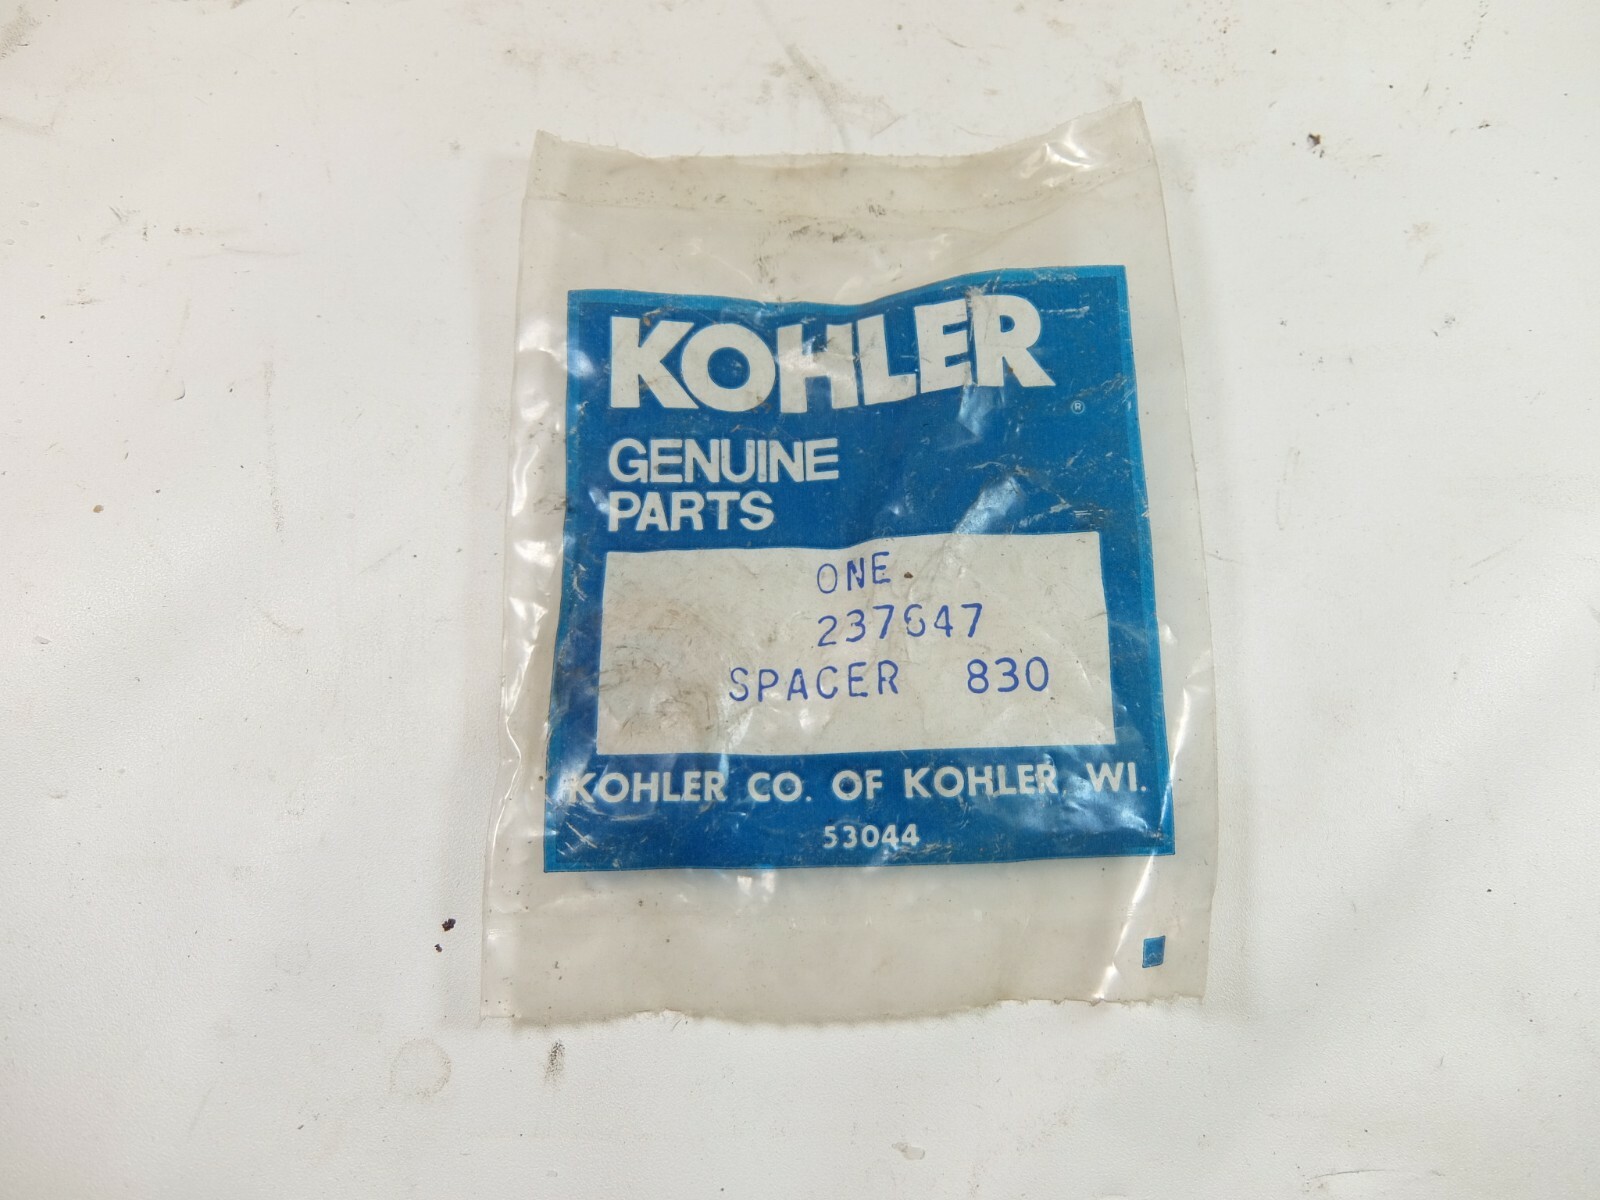 KOHLER
®
GENUINE
PARTS
ONE
237647
SPACER 830
KOHLER CO. OF KOHLER, WI.
53044